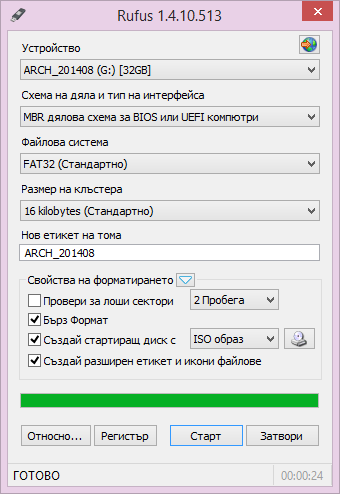 Rufus 1.4.10.513
Устройство
ARCH_201408 (G:) [32GB]
Схема на дяла и тип на интерфейса
MBR дялова схема за BIOS или UEFI компютри
Файлова система
FAT32 (Стандартно)
Размер на клъстера
16 kilobytes (Стандартно)
Нов етикет на тома
ARCH_201408
Свойства на форматирането
Провери за лоши сектори 2 Пробега
Бърз Формат
Създай стартиращ диск с ISO образ
Създай разширен етикет и икони файлове
Относно... Регистър Старт Затвори
ГОТОВО 00:00:24